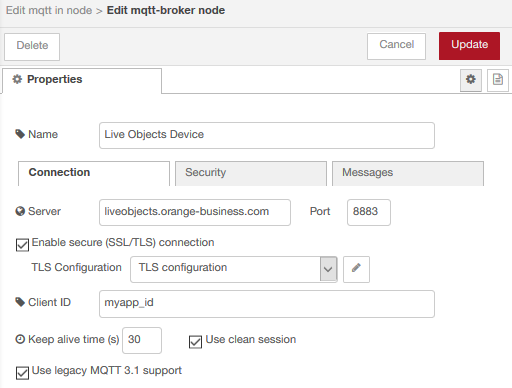 Edit mqtt in node > Edit mqtt-broker node
Delete Cancel Update
Properties
Name Live Objects Device
Connection Security Messages
Server liveobjects.orange-business.com Port 8883
Enable secure (SSL/TLS) connection
TLS Configuration TLS configuration
Client ID myapp_id
Keep alive time (s) 30 Use clean session
Use legacy MQTT 3.1 support